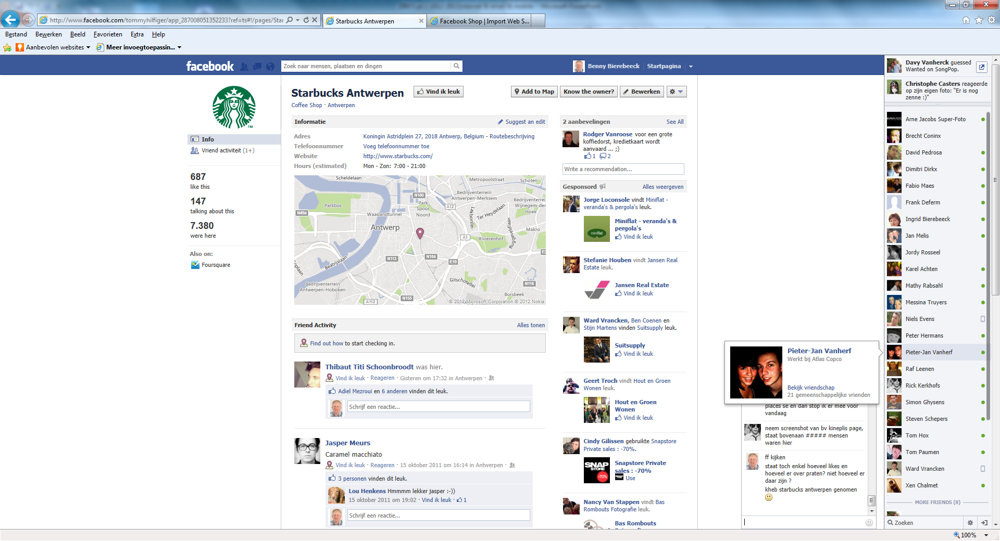 http://www.facebook.com/tommyhilfiger/app_287008051352233?ref=ts#!/pages/Star
Starbucks Antwerpen
Facebook Shop | Import Web S...
Bestand Bewerken Beeld Favorieten Extra Help
Aanbevolen websites
Meer invoegtoepassin...
facebook
Zoek naar mensen, plaatsen en dingen
Benny Bierebeeck
Startpagina
Starbucks Antwerpen
Vind ik leuk
Add to Map
Know the owner?
Bewerken
Coffee Shop · Antwerpen
TM
Info
Vriend activiteit (1+)
687
like this
147
talking about this
7.380
were here
Also on:
Foursquare
Informatie
Suggest an edit
Adres Koningin Astridplein 27, 2018 Antwerp, Belgium - Routebeschrijving
Telefoonnummer Voeg telefoonnummer toe
Website http://www.starbucks.com/
Hours (estimated) Mon - Zon: 7:00 - 21:00
Scheldelaan
Metropoolstraat
Schoten
Bedrijventerrein
Antwerpen-Merksem
Bedrijventerrein
Wijnegem-den
Hoek
N180
Parkbos
Park
Spoor
Noord
A12
N49a
Waaslandtunnel
Lakborslei
Ter Heydelaan
Antwerp
Ruggeveldlaan
Makro
A1
Rivierenhof
N113
N184
E19
Beatrijslaan
Gitschotellei
N116
Bedrijventerrein
Antwerpen-Hoboken
Borsbeek
N155
A112
© 2012 Microsoft Corporation © 2012 Nokia
Friend Activity
Alles tonen
Find out how to start checking in.
Thibaut Titi Schoonbroodt was hier.
Vind ik leuk · Reageren · Gisteren om 17:32 in Antwerpen ·
Adiel Mezroui en 6 anderen vinden dit leuk.
Schrijf een reactie...
Jasper Meurs
Caramel macchiato
Vind ik leuk · Reageren · 15 oktober 2011 om 16:14 in Antwerpen ·
3 personen vinden dit leuk.
Lou Henkens Hmmmm lekker jasper :-))
15 oktober 2011 om 19:02 · Vind ik leuk · 1
Schrijf een reactie...
2 aanbevelingen
See All
Rodger Vanroose voor een grote
koffiedorst, kredietkaart wordt
aanvaard ... ;)
1 2
Write a recommendation...
Gesponsord
Alles weergeven
Jorge Loconsole vindt Miniflat -
veranda's & pergola's leuk.
miniflat
Miniflat - veranda's &
pergola's
Vind ik leuk
Stefanie Houben vindt Jansen Real
Estate leuk.
Jansen Real Estate
Vind ik leuk
Ward Vrancken, Ben Coenen en
Stijn Martens vinden Suitsupply leuk.
Suitsupply
Vind ik leuk
Geert Troch vindt Hout en Groen
Wonen leuk.
Hout en Groen
Wonen
Vind ik leuk
Cindy Gilissen gebruikte Snapstore
Private sales : -70%.
SNAP
STORE
-70%
Snapstore Private
sales : -70%
Use
Nancy Van Stappen vindt Bas
Rombouts Fotografie leuk.
Bas Rombouts
Pieter-Jan Vanherf
Werkt bij Atlas Copco
Bekijk vriendschap
21 gemeenschappelijke vrienden
places se en dan stop ik er mee voor
vandaag
neem screenshot van bv kineplis page,
staat bovenaan ##### mensen
waren hier
ff kijken
staat toch enkel hoeveel likes en
hoeveel er over praten? niet hoeveel er
daar zijn ?
kheb starbucks antwerpen genomen
Davy Vanherck guessed
Wanted on SongPop.
Christophe Casters reageerde
op zijn eigen foto: "Er is nog
zenne :)"
Arne Jacobs Super-Foto
Brecht Coninx
David Pedrosa
Dimitri Dirkx
Fabio Maes
Frank Deferm
Ingrid Bierebeeck
Jan Melis
Jordy Rosseel
Karel Achten
Mathy Rabsahl
Messina Truyers
Niels Evens
Peter Hermans
Pieter-Jan Vanherf
Raf Leenen
Rick Kerkhofs
Simon Ghysens
Steven Schepers
Tom Hox
Tom Paumen
Ward Vrancken
Xen Chalmet
MORE FRIENDS (8)
Zoeken
100%